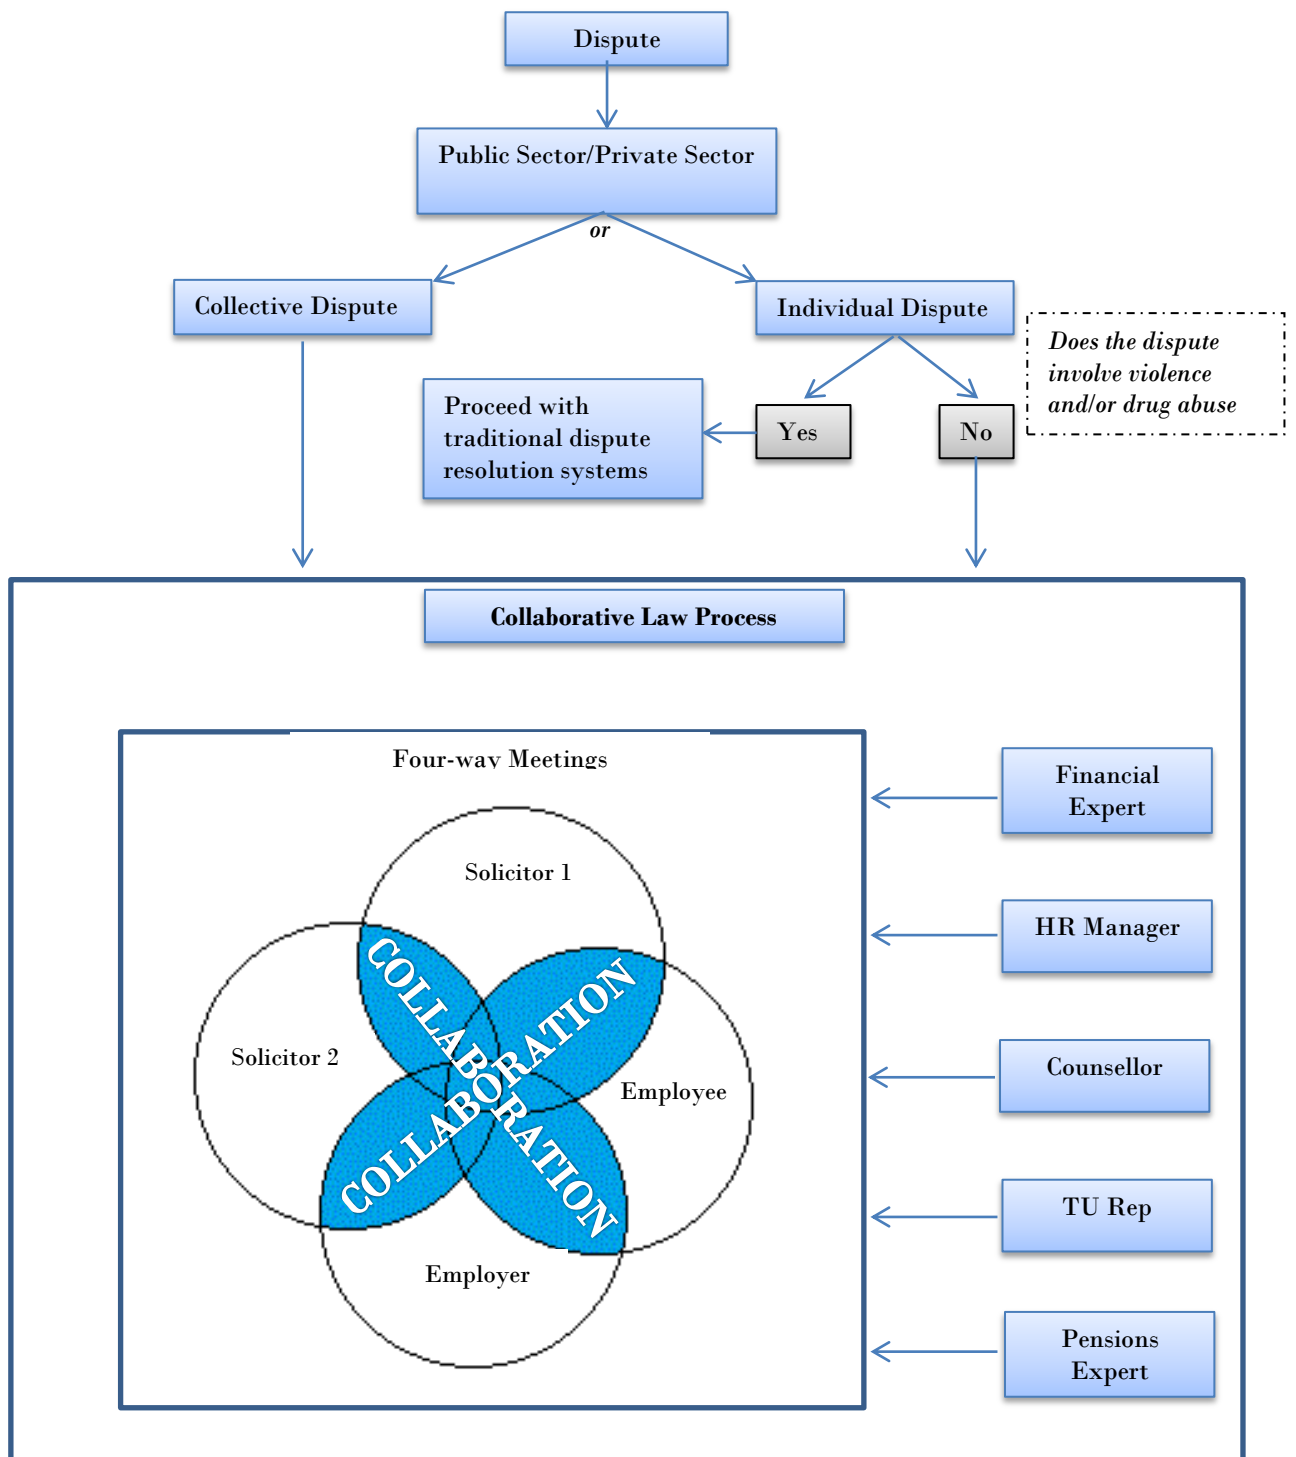 Dispute
Public Sector/Private Sector
or
Collective Dispute
Individual Dispute
Does the dispute
involve violence
and/or drug abuse
Proceed with
traditional dispute
resolution systems
Yes
No
Collaborative Law Process
Four-way Meetings
Financial
Expert
Solicitor 1
HR Manager
COLLABORATION
COLLABORATION
Solicitor 2
Counsellor
Employee
TU Rep
Employer
Pensions
Expert